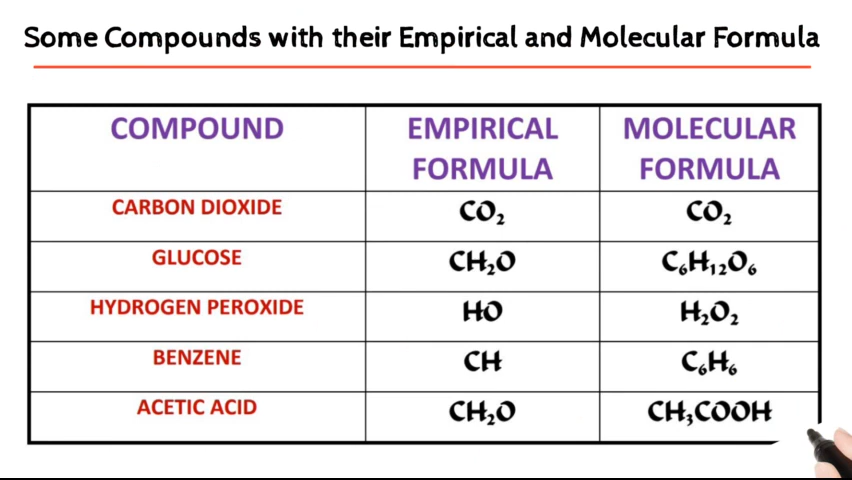 Some Compounds with their Empirical and Molecular Formula
COMPOUND EMPIRICAL FORMULA MOLECULAR FORMULA
CARBON DIOXIDE CO₂ CO₂
GLUCOSE CH₂O C₆H₁₂O₆
HYDROGEN PEROXIDE HO H₂O₂
BENZENE CH C₆H₆
ACETIC ACID CH₂O CH₃COOH